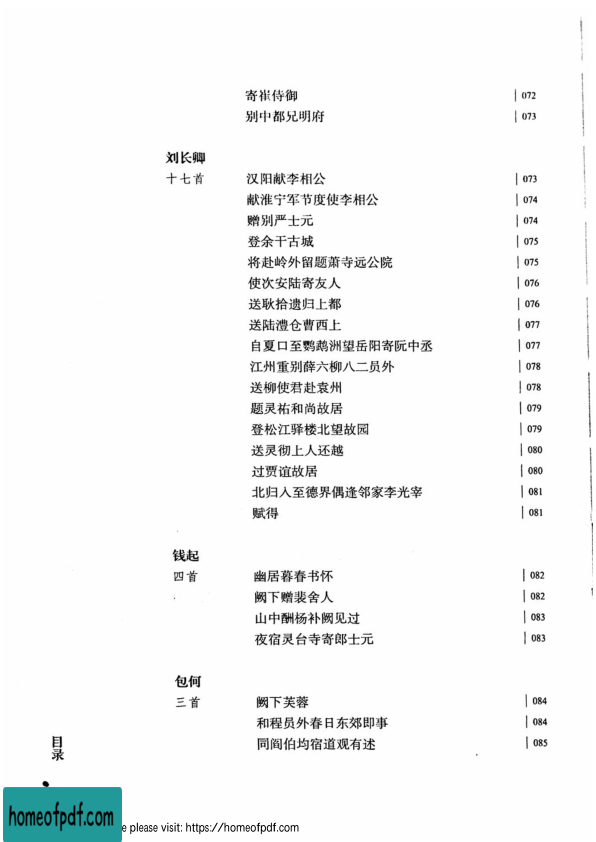 寄崔侍御 | 072
别中都兄明府 | 073
刘长卿
十七首 汉阳献李相公 | 073
献淮宁军节度使李相公 | 074
赠别严士元 | 074
登余干古城 | 075
将赴岭外留题萧寺远公院 | 075
使次安陆寄友人 | 076
送耿拾遗归上都 | 076
送陆澧仓曹西上 | 077
自夏口至鹦鹉洲望岳阳寄阮中丞 | 077
江州重别薛六柳八二员外 | 078
送柳使君赴袁州 | 078
题灵祐和尚故居 | 079
登松江驿楼北望故园 | 079
送灵彻上人还越 | 080
过贾谊故居 | 080
北归入至德界偶逢邻家李光宰 | 081
赋得 | 081
钱起
四首 幽居暮春书怀 | 082
阙下赠裴舍人 | 082
山中酬杨补阙见过 | 083
夜宿灵台寺寄郎士元 | 083
包何
三首 阙下芙蓉 | 084
和程员外春日东郊即事 | 084
同阎伯均宿道观有述 | 085
目录
homeofpdf.com
e please visit: https://homeofpdf.com